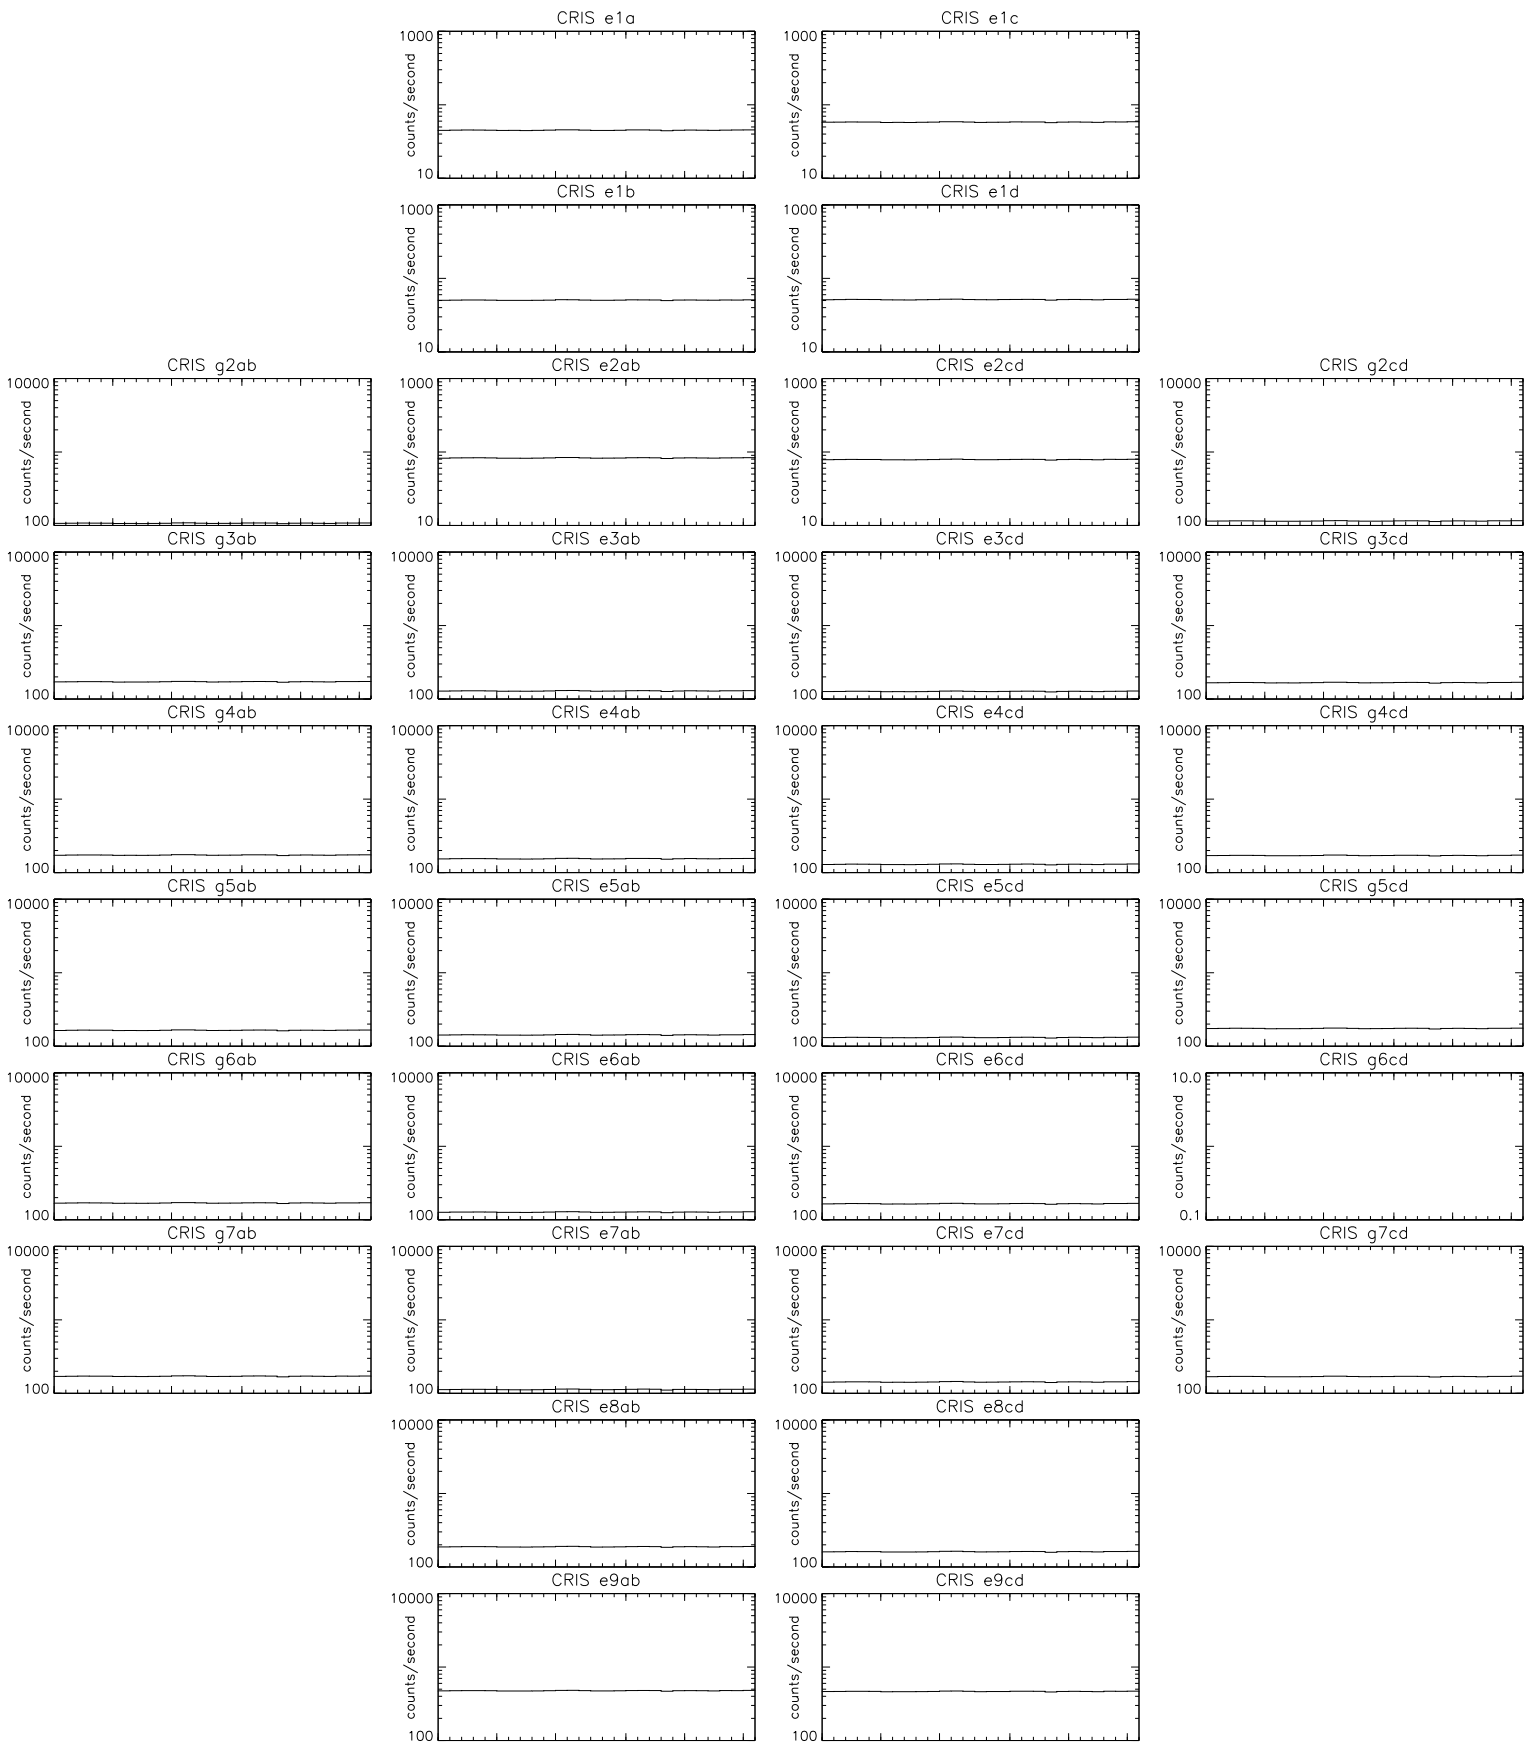 CRIS e1a
1000
counts/second
10
CRIS e1c
1000
counts/second
10
CRIS e1b
1000
counts/second
10
CRIS e1d
1000
counts/second
10
CRIS g2ab
10000
counts/second
100
CRIS e2ab
1000
counts/second
10
CRIS e2cd
1000
counts/second
10
CRIS g2cd
10000
counts/second
100
CRIS g3ab
10000
counts/second
100
CRIS e3ab
10000
counts/second
100
CRIS e3cd
10000
counts/second
100
CRIS g3cd
10000
counts/second
100
CRIS g4ab
10000
counts/second
100
CRIS e4ab
10000
counts/second
100
CRIS e4cd
10000
counts/second
100
CRIS g4cd
10000
counts/second
100
CRIS g5ab
10000
counts/second
100
CRIS e5ab
10000
counts/second
100
CRIS e5cd
10000
counts/second
100
CRIS g5cd
10000
counts/second
100
CRIS g6ab
10000
counts/second
100
CRIS e6ab
10000
counts/second
100
CRIS e6cd
10000
counts/second
100
CRIS g6cd
10.0
counts/second
0.1
CRIS g7ab
10000
counts/second
100
CRIS e7ab
10000
counts/second
100
CRIS e7cd
10000
counts/second
100
CRIS g7cd
10000
counts/second
100
CRIS e8ab
10000
counts/second
100
CRIS e8cd
10000
counts/second
100
CRIS e9ab
10000
counts/second
100
CRIS e9cd
10000
counts/second
100